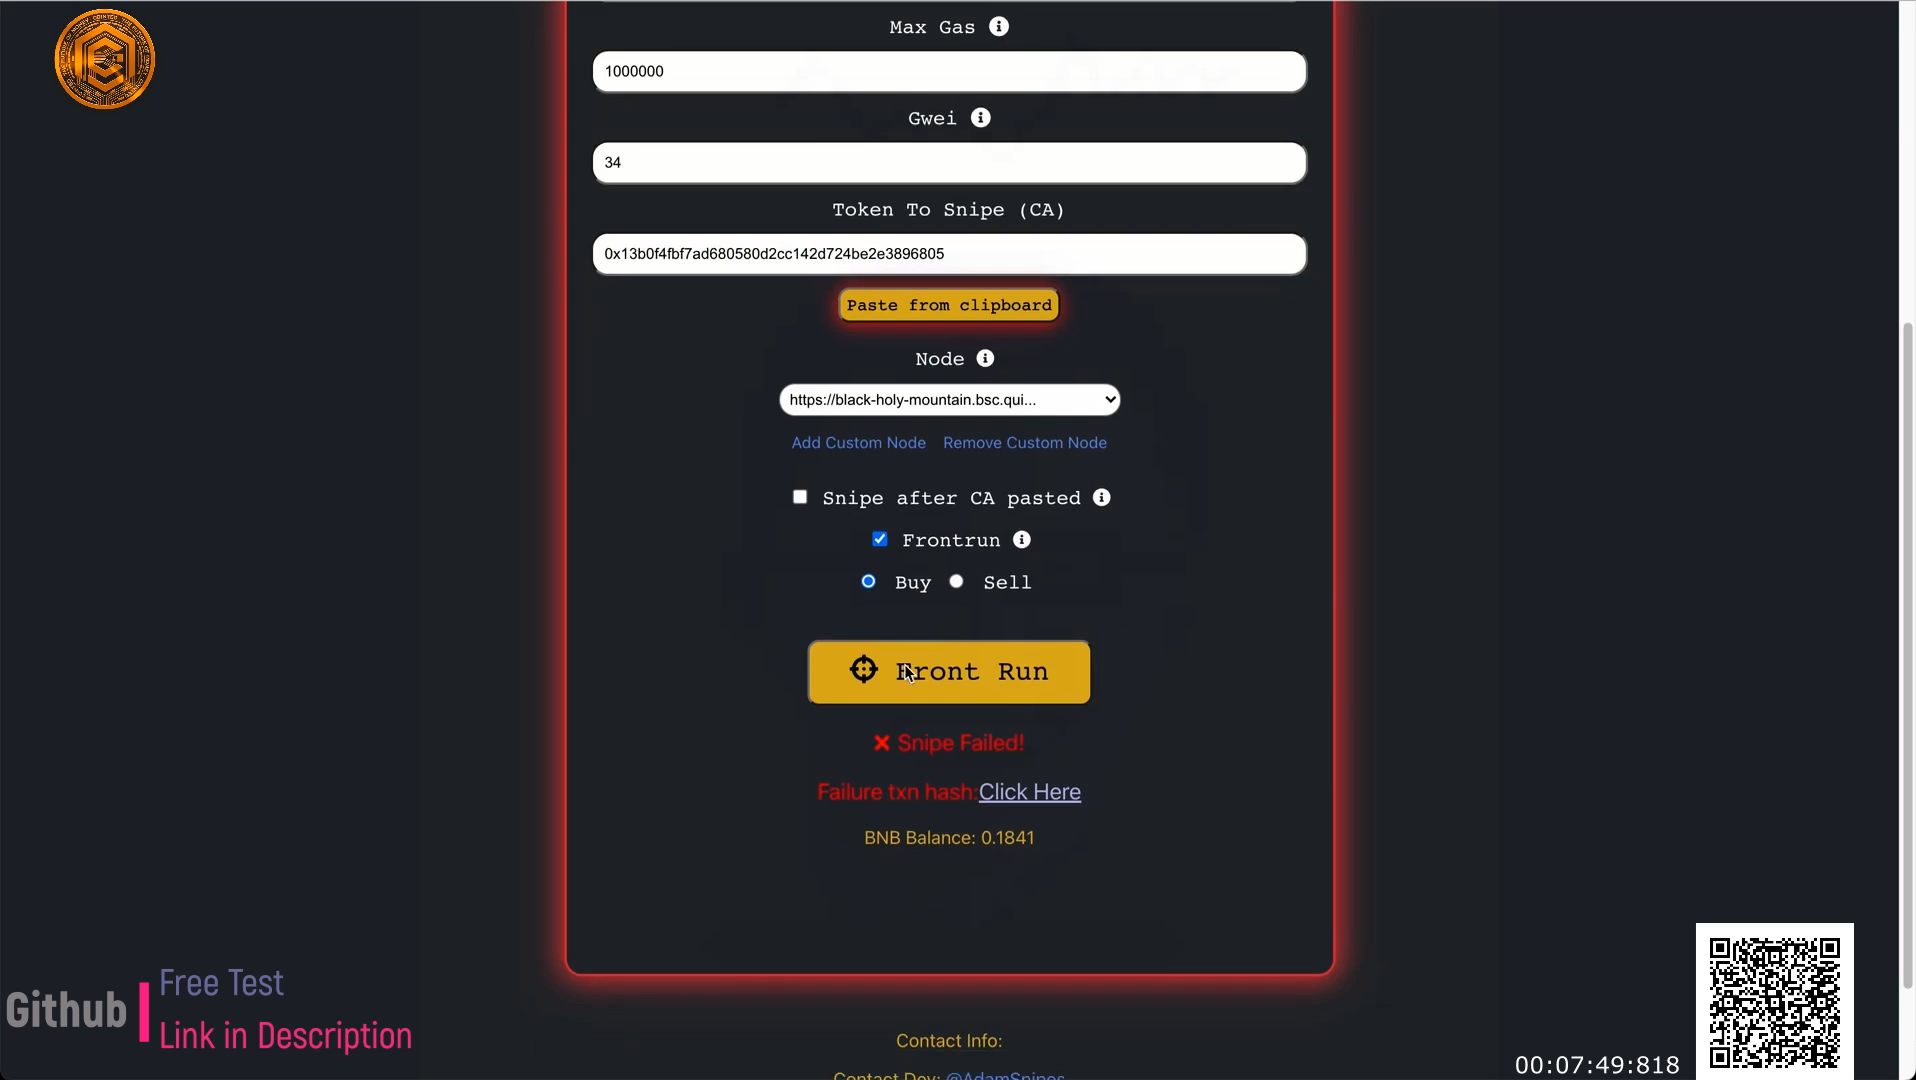 Max Gas
1000000
Gwei
34
Token To Snipe (CA)
0x13b0f4fbf7ad680580d2cc142d724be2e3896805
Paste from clipboard
Node
https://black-holy-mountain.bsc.qui...
Add Custom Node Remove Custom Node
Snipe after CA pasted
Frontrun
Buy Sell
Front Run
Snipe Failed!
Failure txn hash:Click Here
BNB Balance: 0.1841
Github
Free Test
Link in Description
Contact Info:
Contact Dev: @AdamSnipes
00:07:49:818